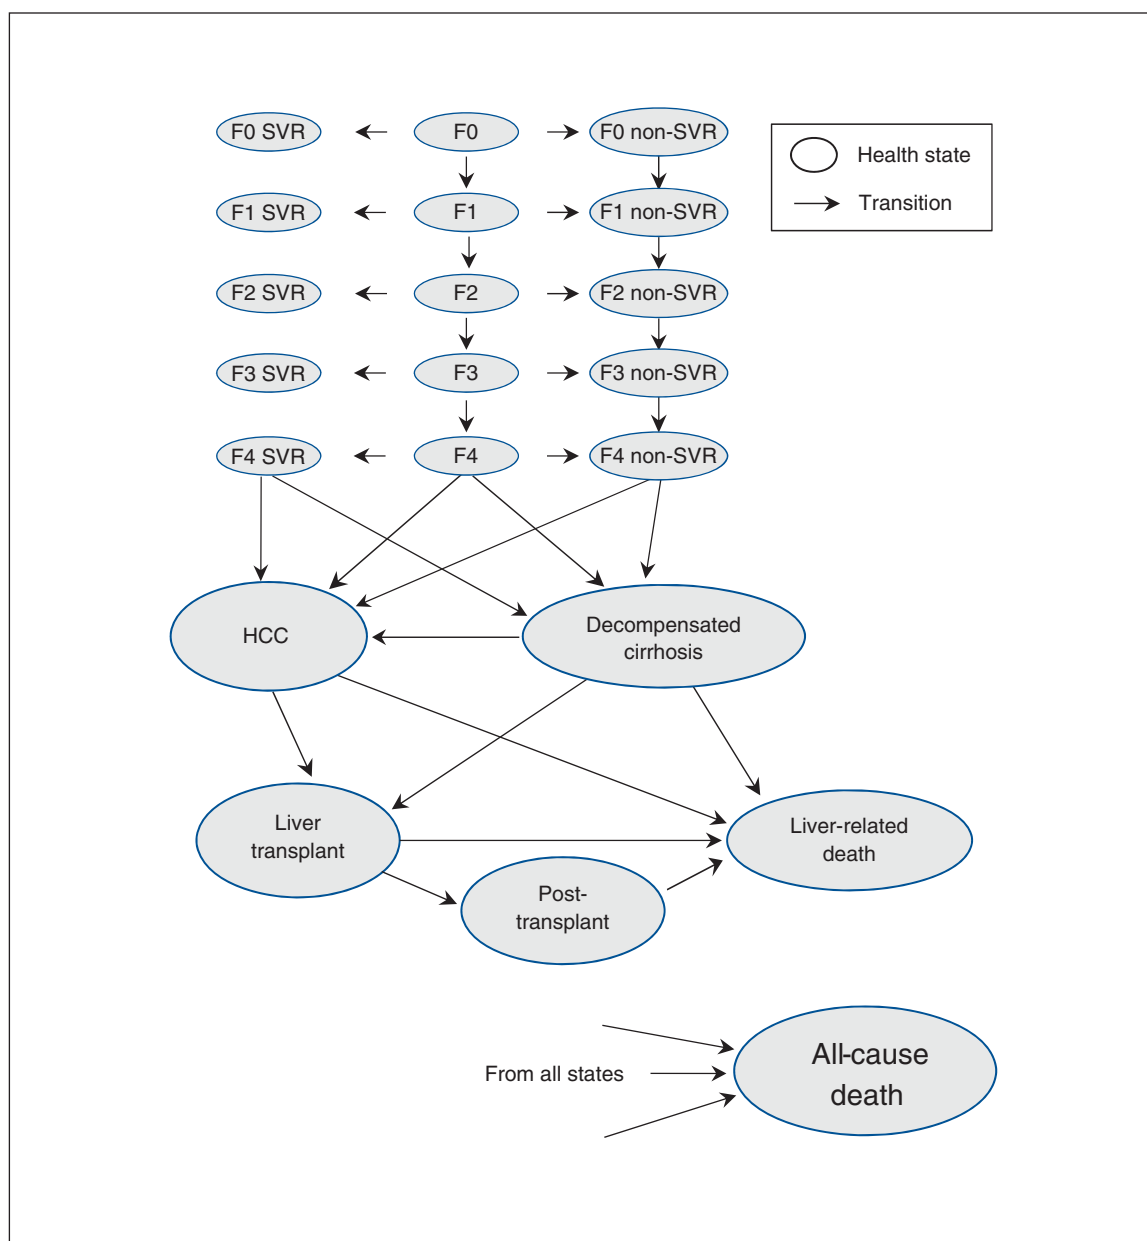 F0 SVR
F0
F0 non-SVR
Health state
Transition
F1 SVR
F1
F1 non-SVR
F2 SVR
F2
F2 non-SVR
F3 SVR
F3
F3 non-SVR
F4 SVR
F4
F4 non-SVR
HCC
Decompensated
cirrhosis
Liver
transplant
Liver-related
death
Post-
transplant
From all states
All-cause
death